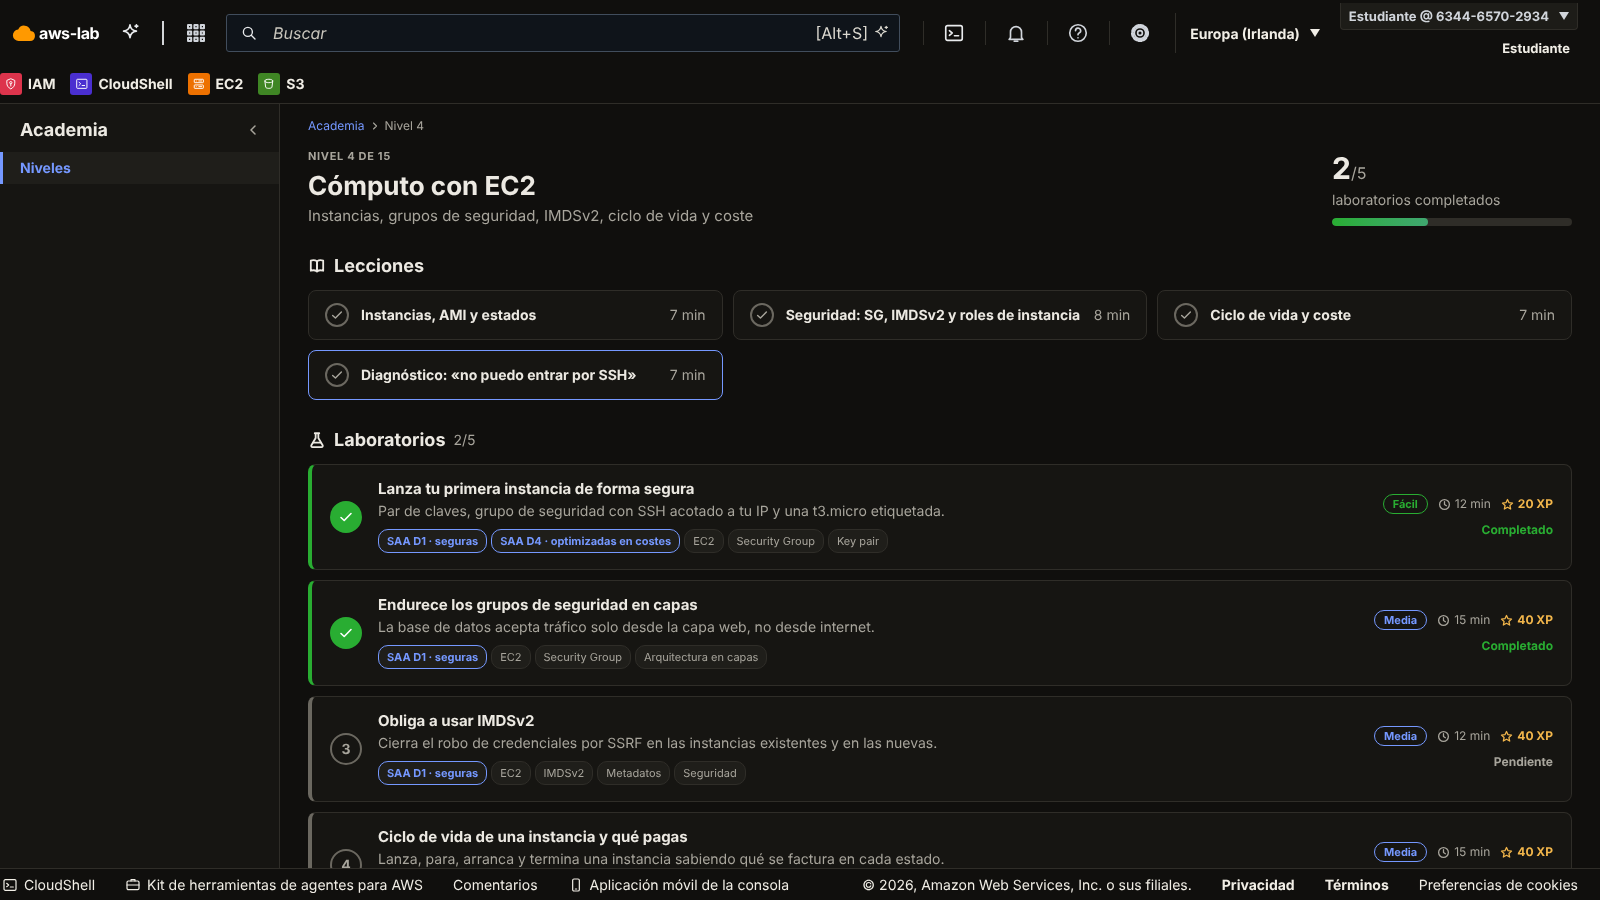 aws-lab
Buscar
[Alt+S]
Europa (Irlanda)
Estudiante @ 6344-6570-2934
Estudiante
IAM
CloudShell
EC2
S3
Academia
Niveles
Academia
Nivel 4
NIVEL 4 DE 15
Cómputo con EC2
Instancias, grupos de seguridad, IMDSv2, ciclo de vida y coste
2/5
laboratorios completados
Lecciones
Instancias, AMI y estados 7 min
Seguridad: SG, IMDSv2 y roles de instancia 8 min
Ciclo de vida y coste 7 min
Diagnóstico: «no puedo entrar por SSH» 7 min
Laboratorios 2/5
Lanza tu primera instancia de forma segura
Par de claves, grupo de seguridad con SSH acotado a tu IP y una t3.micro etiquetada.
SAA D1 · seguras SAA D4 · optimizadas en costes EC2 Security Group Key pair
Fácil 12 min 20 XP
Completado
Endurece los grupos de seguridad en capas
La base de datos acepta tráfico solo desde la capa web, no desde internet.
SAA D1 · seguras EC2 Security Group Arquitectura en capas
Media 15 min 40 XP
Completado
3
Obliga a usar IMDSv2
Cierra el robo de credenciales por SSRF en las instancias existentes y en las nuevas.
SAA D1 · seguras EC2 IMDSv2 Metadatos Seguridad
Media 12 min 40 XP
Pendiente
4
Ciclo de vida de una instancia y qué pagas
Lanza, para, arranca y termina una instancia sabiendo qué se factura en cada estado.
Media 15 min 40 XP
CloudShell
Kit de herramientas de agentes para AWS
Comentarios
Aplicación móvil de la consola
© 2026, Amazon Web Services, Inc. o sus filiales.
Privacidad
Términos
Preferencias de cookies